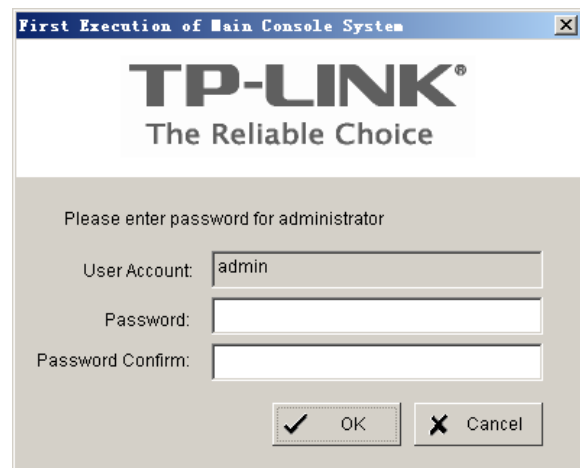 First Execution of Main Console System
TP-LINK®
The Reliable Choice
Please enter password for administrator
User Account: admin
Password:
Password Confirm:
OK Cancel